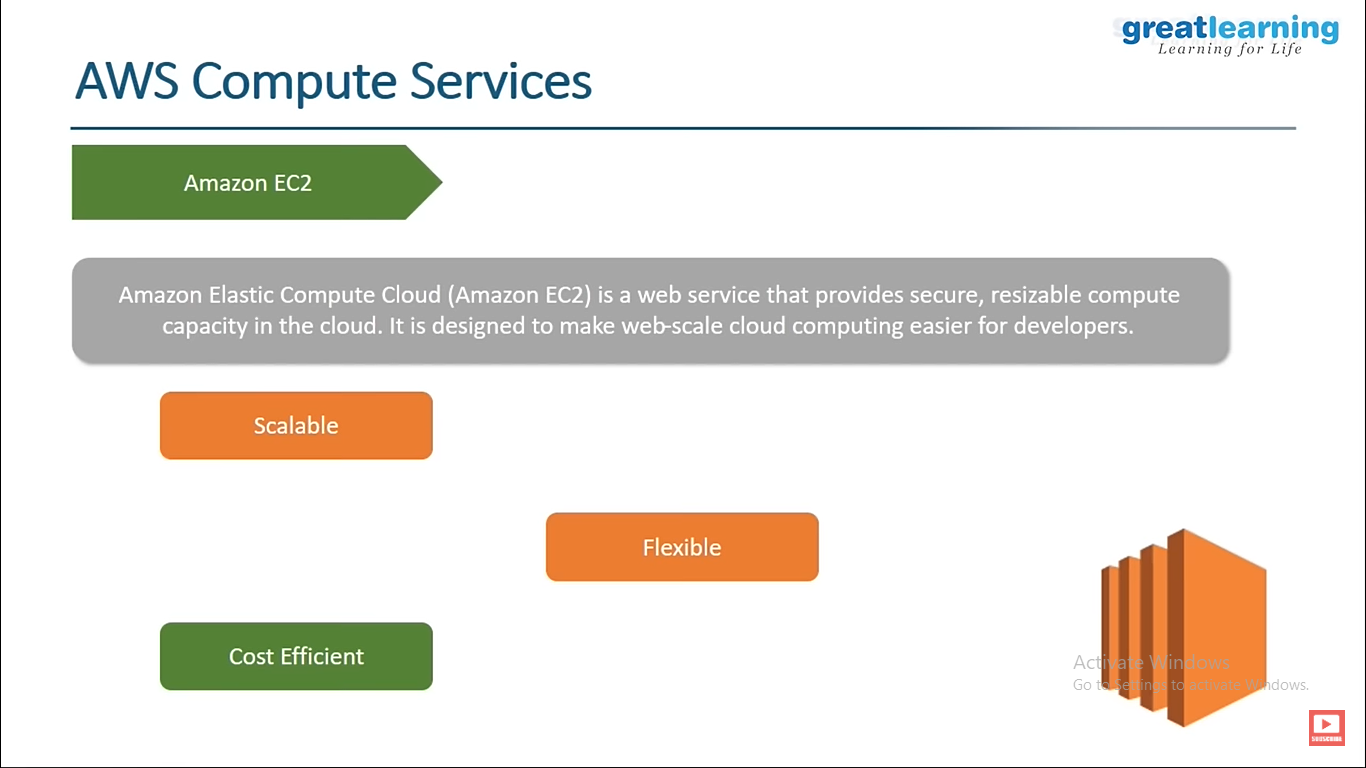 greatlearning
Learning for Life
AWS Compute Services
Amazon EC2
Amazon Elastic Compute Cloud (Amazon EC2) is a web service that provides secure, resizable compute
capacity in the cloud. It is designed to make web-scale cloud computing easier for developers.
Scalable
Flexible
Cost Efficient
Activate Windows
Go to Settings to activate Windows.
SUBSCRIBE